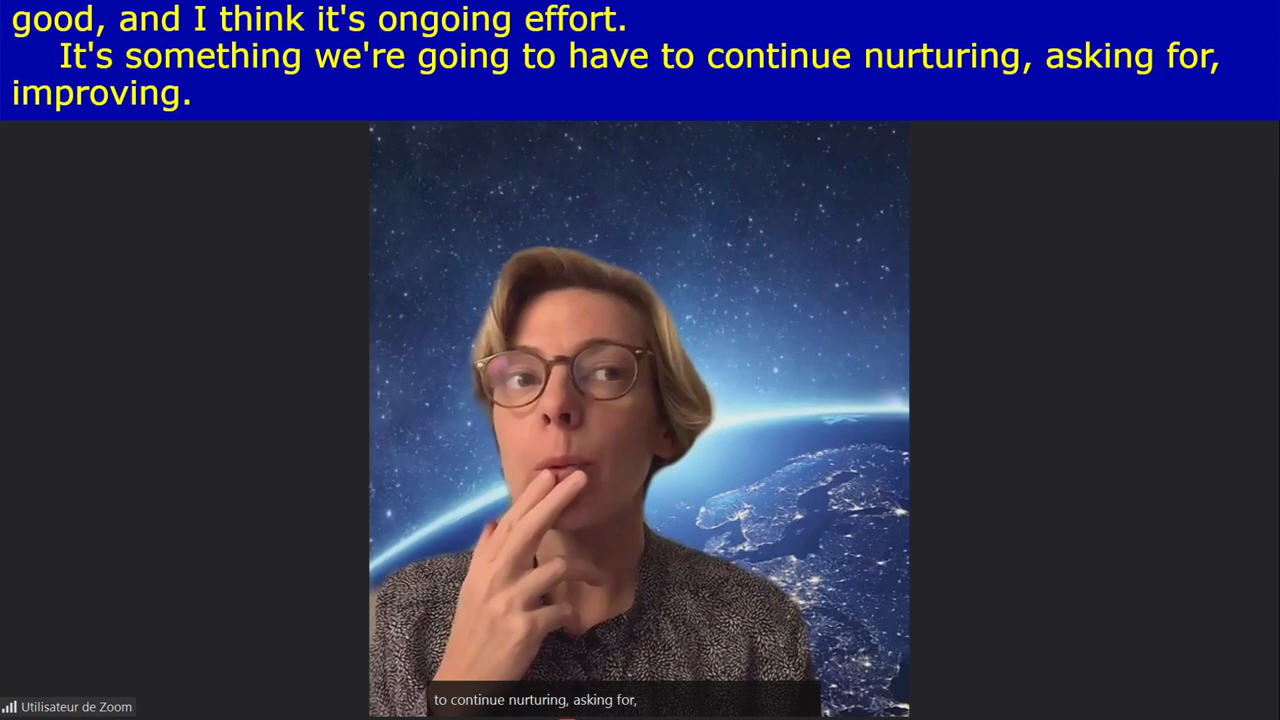 good, and I think it's ongoing effort.
It's something we're going to have to continue nurturing, asking for,
improving.
to continue nurturing, asking for,
Utilisateur de Zoom